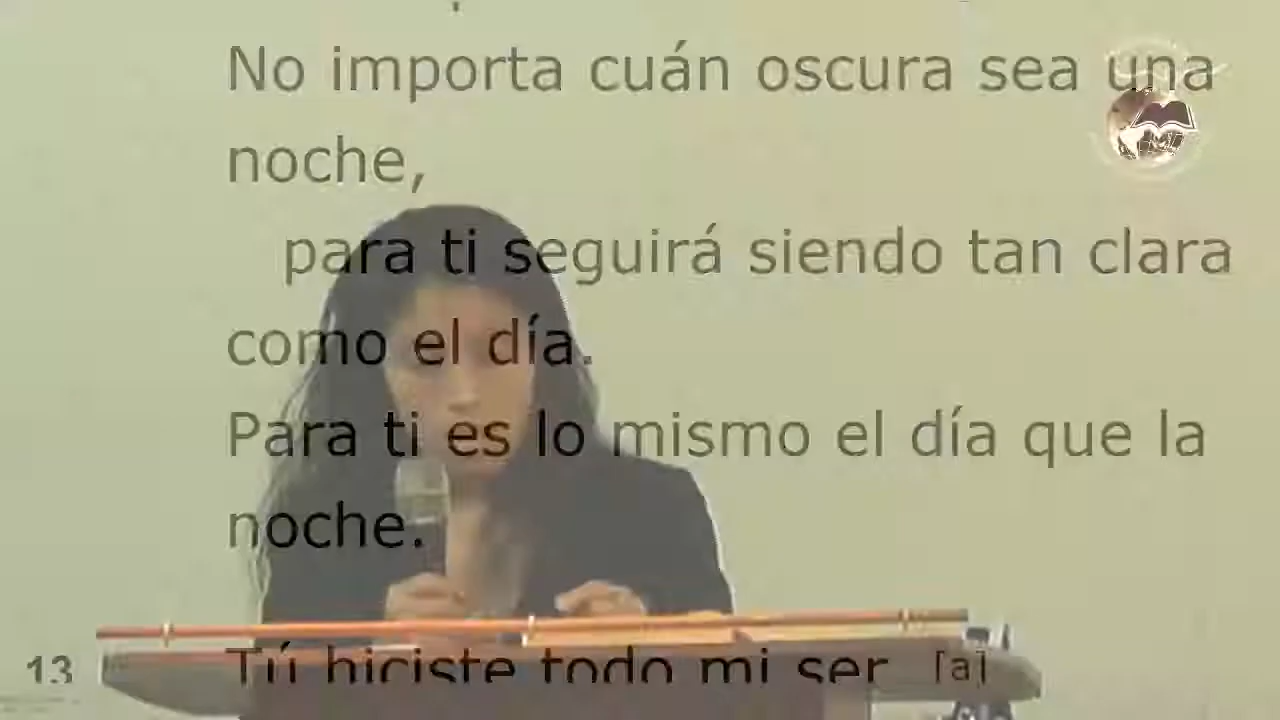 No importa cuán oscura sea una
noche,
para ti seguirá siendo tan clara
como el día.
Para ti es lo mismo el día que la
noche.
13 Tú hiciste todo mi ser [a]